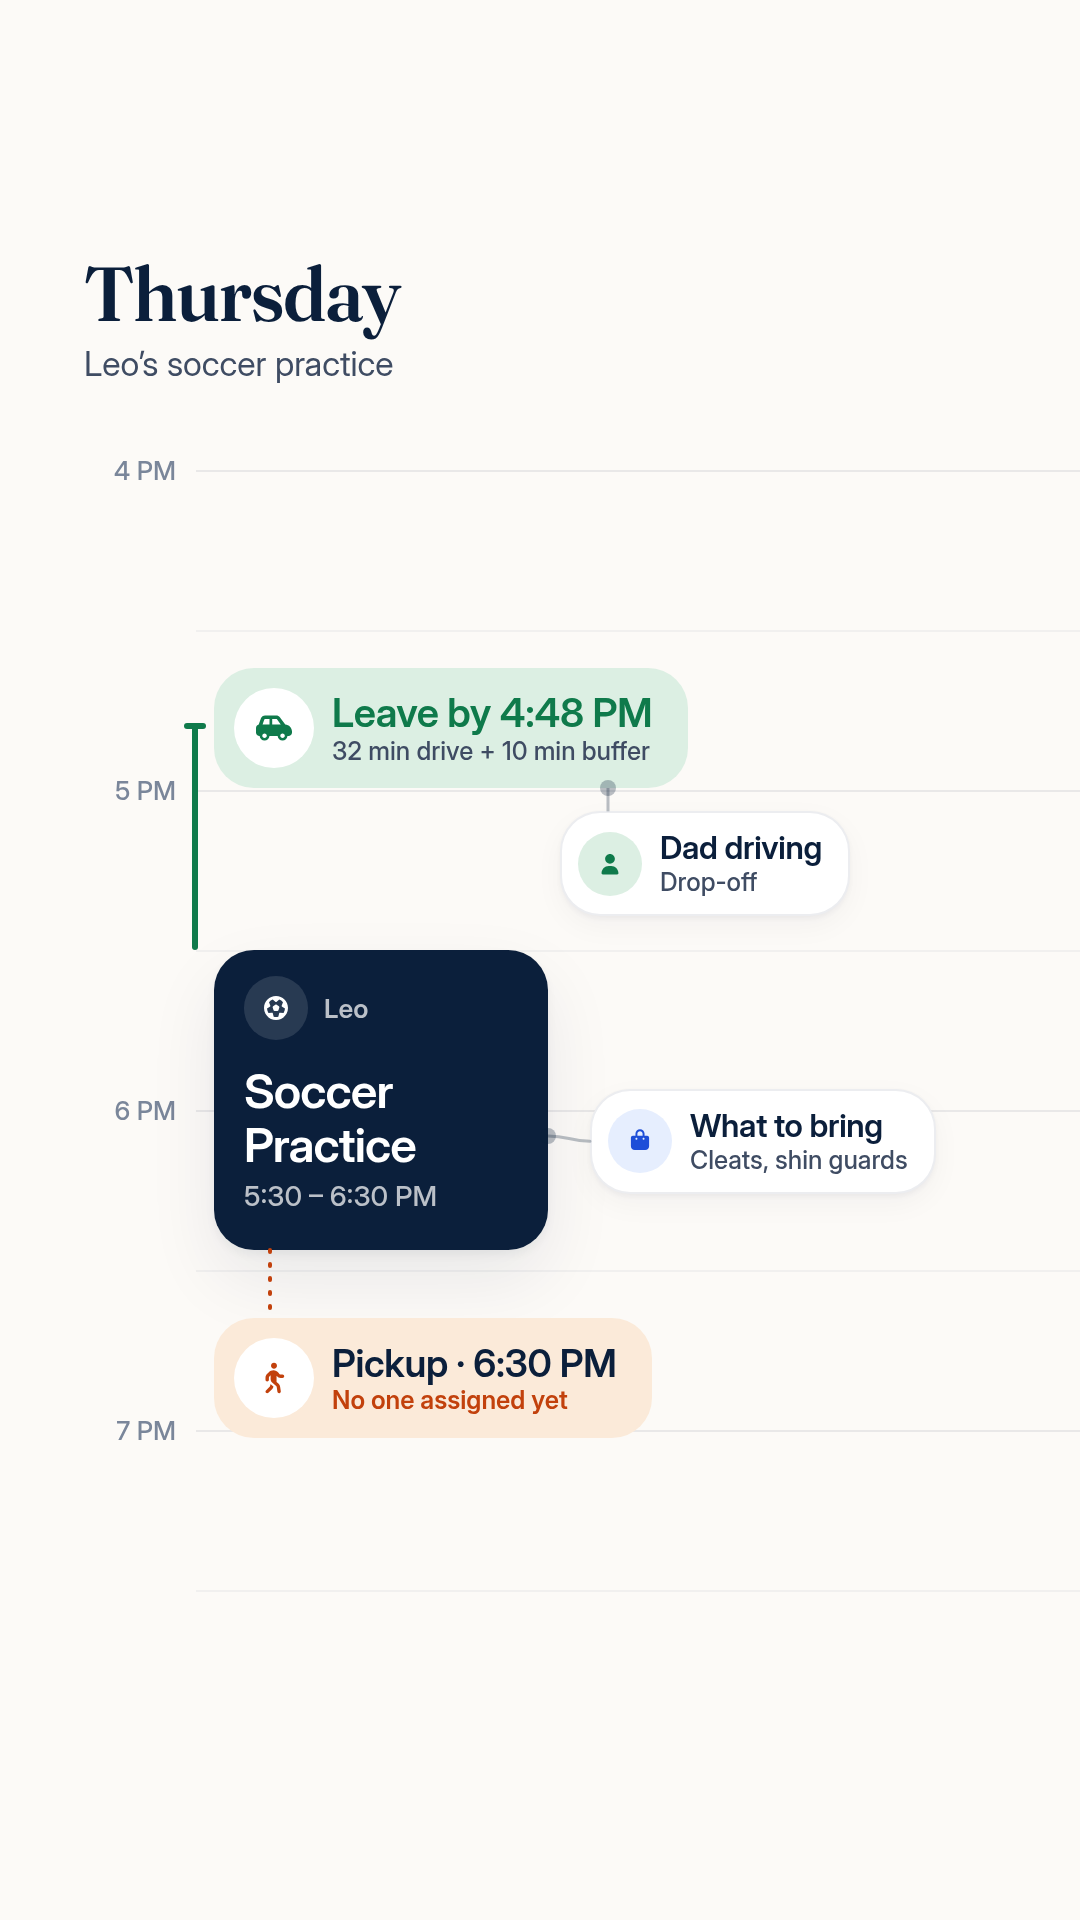 Thursday
Leo’s soccer practice
4 PM
Leave by 4:48 PM
32 min drive + 10 min buffer
5 PM
Dad driving
Drop-off
Leo
Soccer
Practice
5:30 – 6:30 PM
6 PM
What to bring
Cleats, shin guards
Pickup · 6:30 PM
No one assigned yet
7 PM